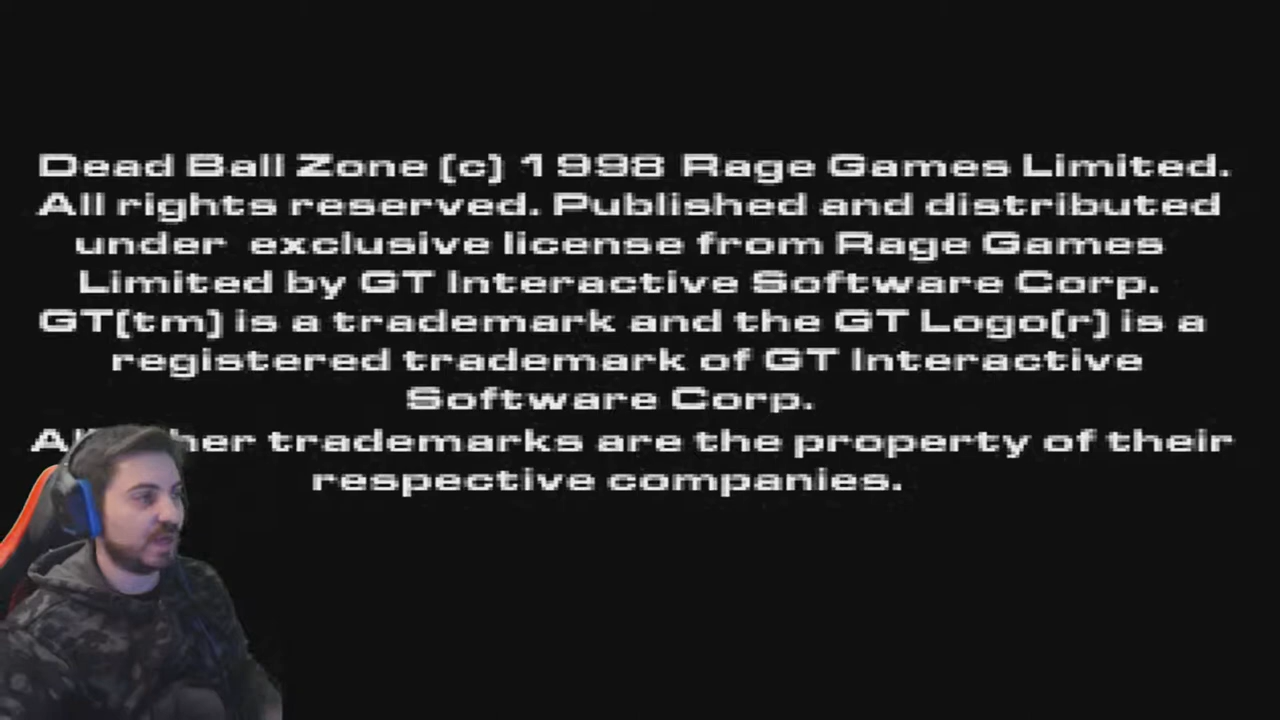 Dead Ball Zone (c) 1998 Rage Games Limited.
All rights reserved. Published and distributed
under exclusive license from Rage Games
Limited by GT Interactive Software Corp.
GT(tm) is a trademark and the GT Logo(r) is a
registered trademark of GT Interactive
Software Corp.
trademarks are the property of their
respective companies.